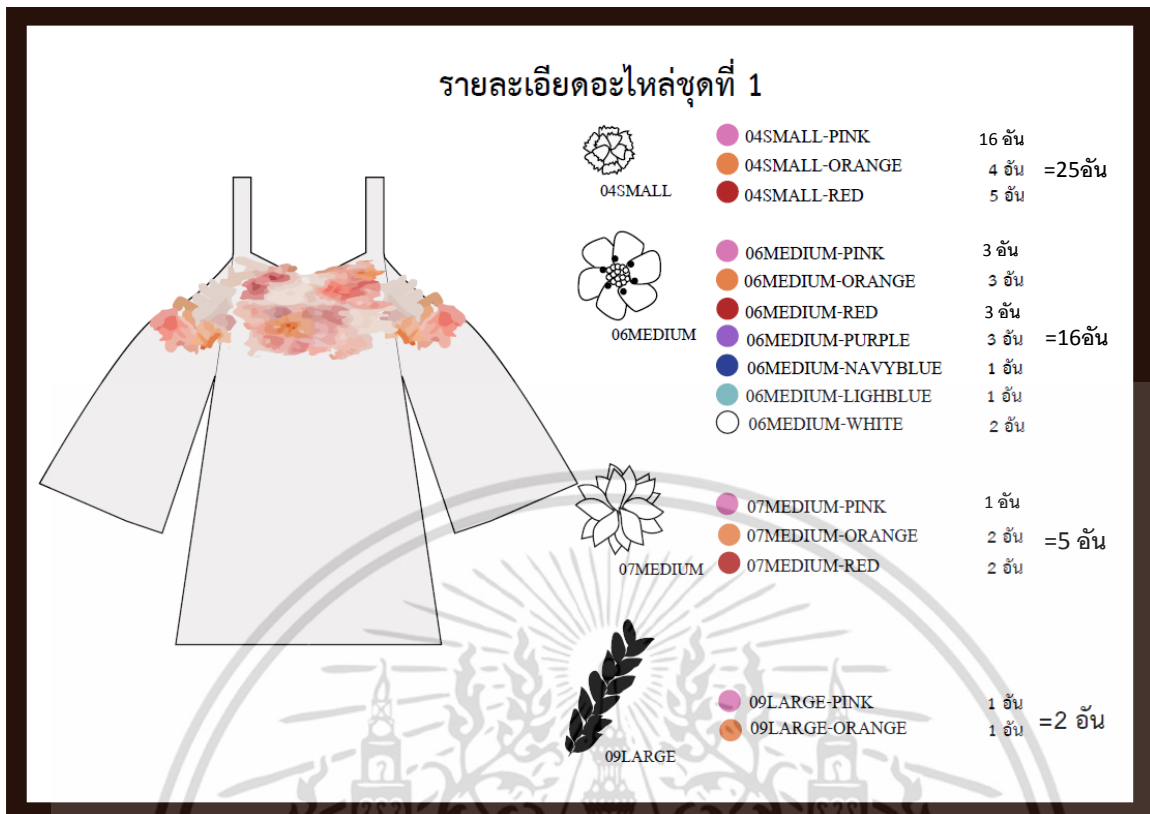 รายละเอียดอะไหล่ชุดที่ 1
04SMALL
04SMALL-PINK 16 อัน
04SMALL-ORANGE 4 อัน =25อัน
04SMALL-RED 5 อัน
06MEDIUM
06MEDIUM-PINK 3 อัน
06MEDIUM-ORANGE 3 อัน
06MEDIUM-RED 3 อัน
06MEDIUM-PURPLE 3 อัน =16อัน
06MEDIUM-NAVYBLUE 1 อัน
06MEDIUM-LIGHBLUE 1 อัน
06MEDIUM-WHITE 2 อัน
07MEDIUM
07MEDIUM-PINK 1 อัน
07MEDIUM-ORANGE 2 อัน =5 อัน
07MEDIUM-RED 2 อัน
09LARGE
09LARGE-PINK 1 อัน =2 อัน
09LARGE-ORANGE 1 อัน